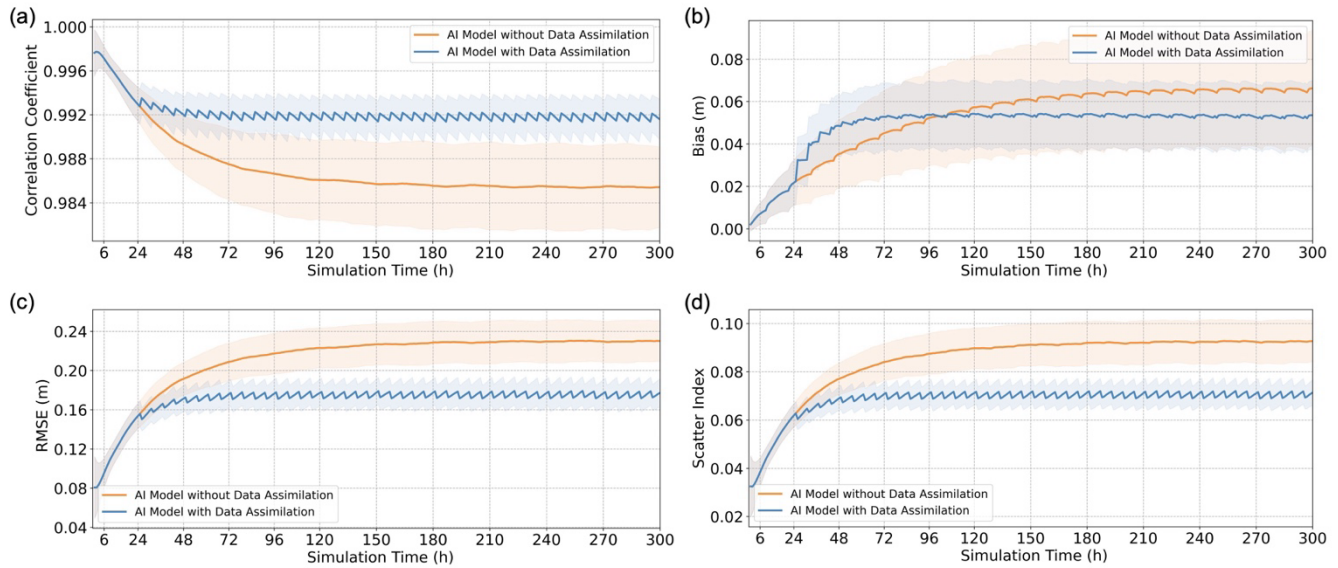 (a)
Correlation Coefficient
1.000
0.996
0.992
0.988
0.984
AI Model without Data Assimilation
AI Model with Data Assimilation
6 24 48 72 96 120 150 180 210 240 270 300
Simulation Time (h)
(b)
Bias (m)
0.08
0.06
0.04
0.02
0.00
AI Model without Data Assimilation
AI Model with Data Assimilation
6 24 48 72 96 120 150 180 210 240 270 300
Simulation Time (h)
(c)
RMSE (m)
0.24
0.20
0.16
0.12
0.08
0.04
AI Model without Data Assimilation
AI Model with Data Assimilation
6 24 48 72 96 120 150 180 210 240 270 300
Simulation Time (h)
(d)
Scatter Index
0.10
0.08
0.06
0.04
0.02
AI Model without Data Assimilation
AI Model with Data Assimilation
6 24 48 72 96 120 150 180 210 240 270 300
Simulation Time (h)